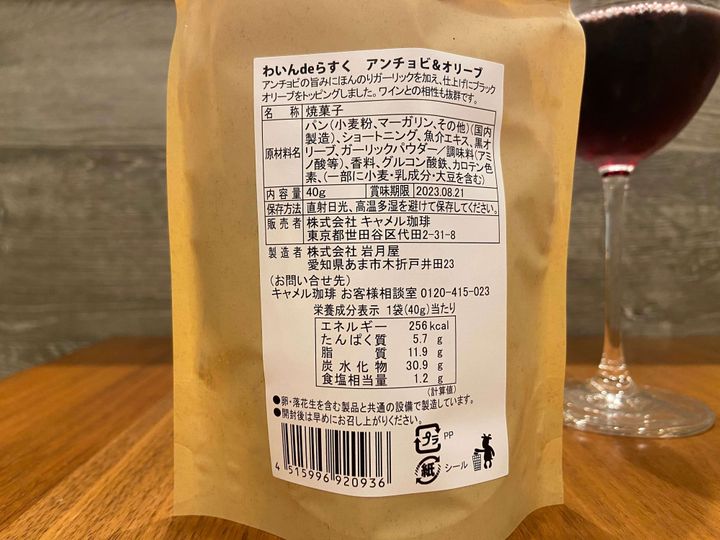 わいんdeらすく アンチョビ&オリーブ
アンチョビの旨みにほんのりガーリックを加え、仕上げにブラック
オリーブをトッピングしました。ワインとの相性も抜群です。
名 称 焼菓子
原材料名 パン(小麦粉、マーガリン、その他)(国内
製造)、ショートニング、魚介エキス、黒オ
リーブ、ガーリックパウダー/調味料(アミ
ノ酸等)、香料、グルコン酸鉄、カロテン色
素、(一部に小麦・乳成分・大豆を含む)
内容量 40g 賞味期限 2023.08.21
保存方法 直射日光、高温多湿を避けて保存してください。
販売者 株式会社 キャメル珈琲
東京都世田谷区代田2-31-8
製造者 株式会社 岩月屋
愛知県あま市木折戸井田23
(お問い合せ先)
キャメル珈琲 お客様相談室 0120-415-023
栄養成分表示 1袋(40g)当たり
エネルギー 256kcal
たんぱく質 5.7 g
脂質 11.9 g
炭水化物 30.9 g
食塩相当量 1.2 g
(計算値)
●卵・落花生を含む製品と共通の設備で製造しています。
●開封後は早めにお召し上がりください。
プラ PP
紙 シール
4 515996 920936